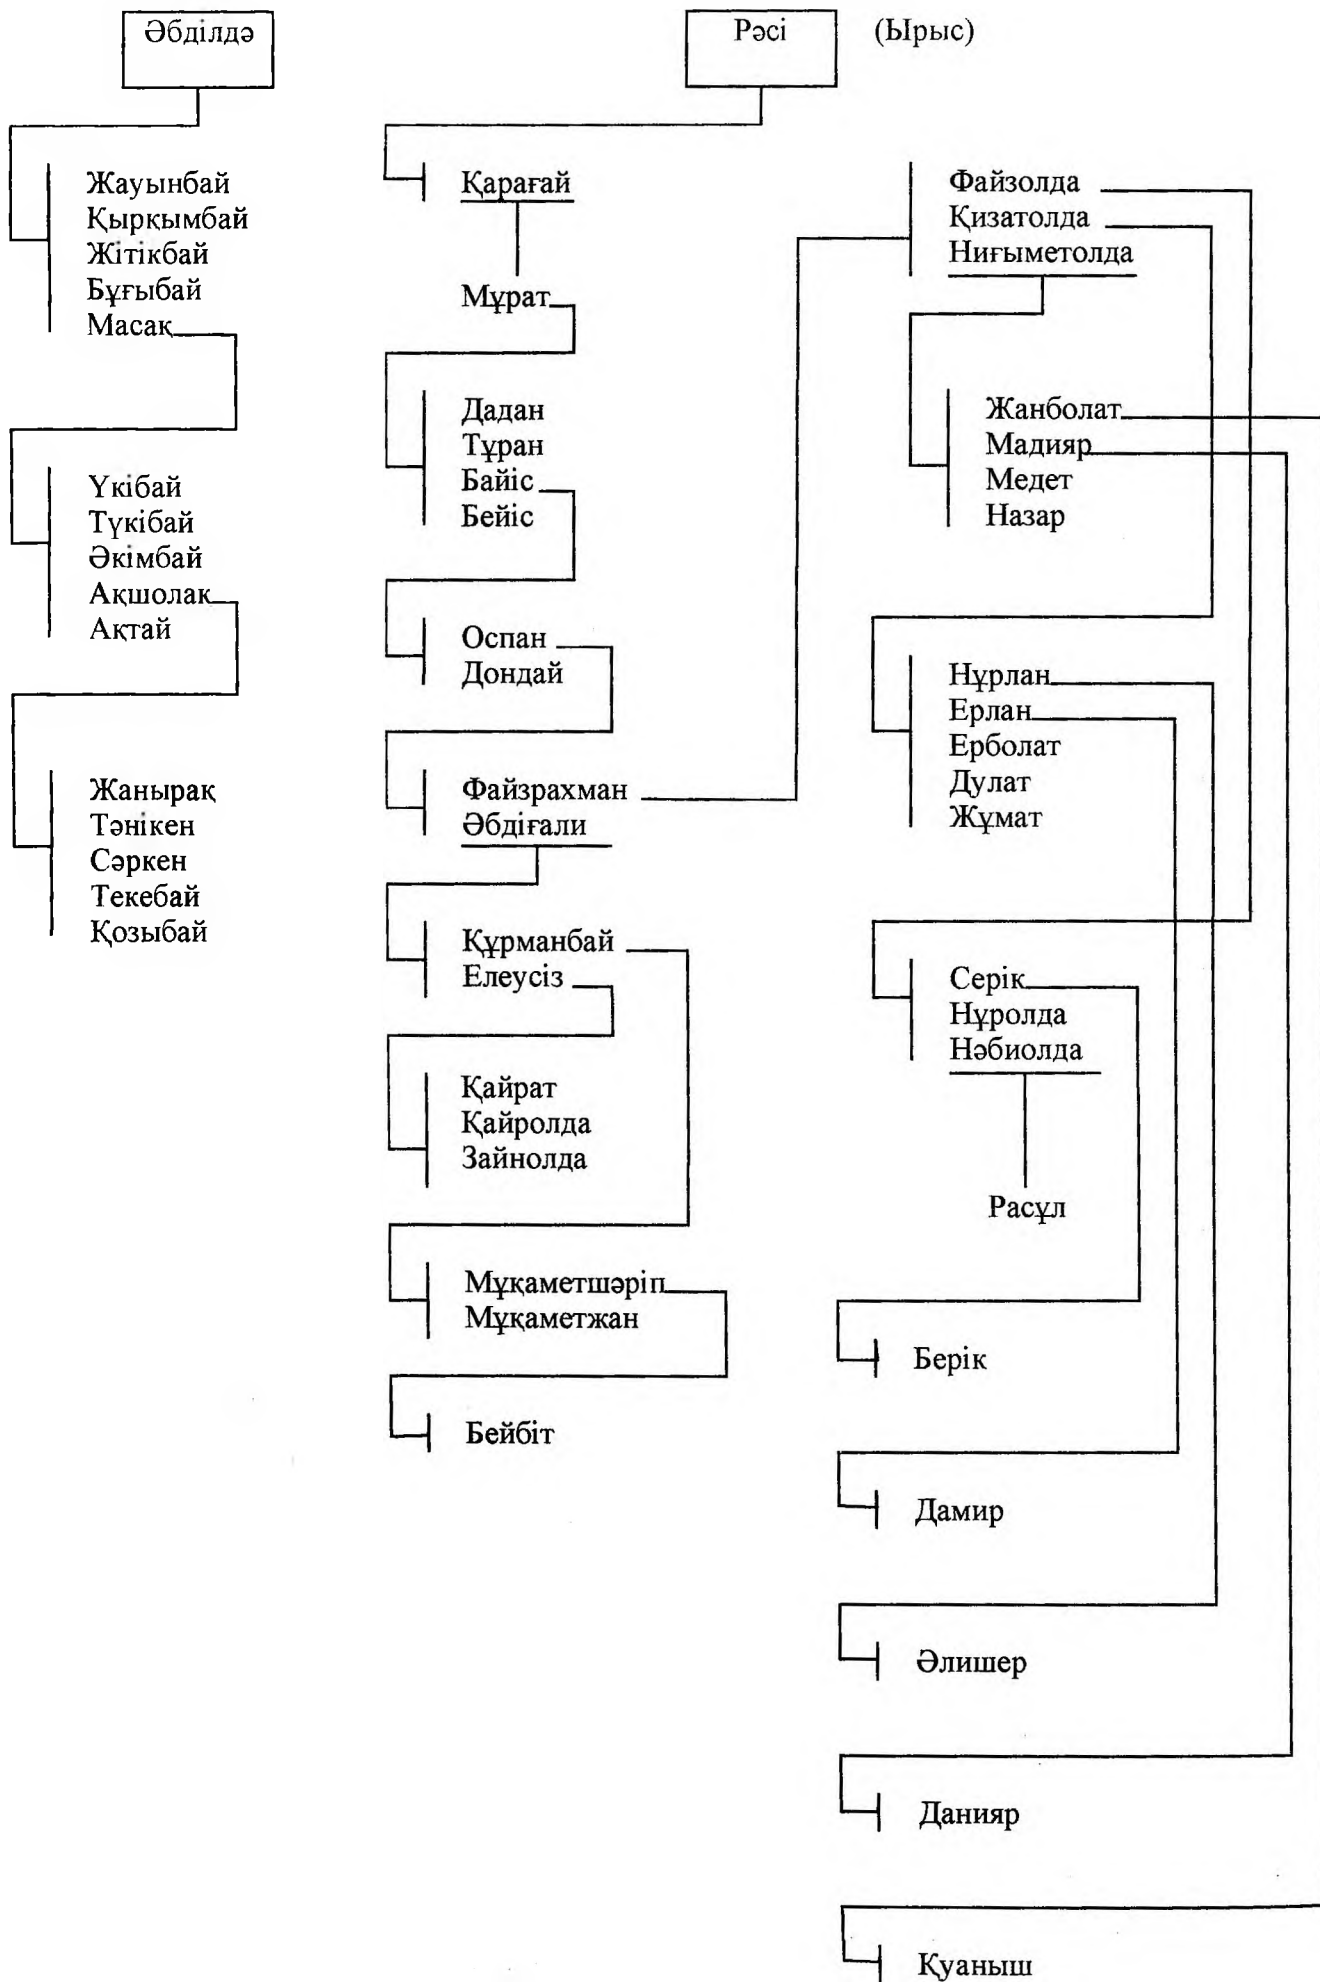 Әбділдә
Рәсі (Ырыс)
Жауынбай
Қырқымбай
Жітікбай
Бұғыбай
Масақ
Үкібай
Түкібай
Әкімбай
Ақшолақ
Ақтай
Жанырақ
Тәнікен
Сәркен
Текебай
Қозыбай
Қарағай
Мұрат
Дадан
Тұран
Байіс
Бейіс
Оспан
Дондай
Файзрахман
Әбдіғали
Құрманбай
Елеусіз
Қайрат
Қайролда
Зайнолда
Мұқаметшәріп
Мұқаметжан
Бейбіт
Файзолда
Қизатолда
Ниғыметолда
Жанболат
Мадияр
Медет
Назар
Нұрлан
Ерлан
Ерболат
Дулат
Жұмат
Серік
Нұролда
Нәбиолда
Расұл
Берік
Дамир
Әлишер
Данияр
Қуаныш